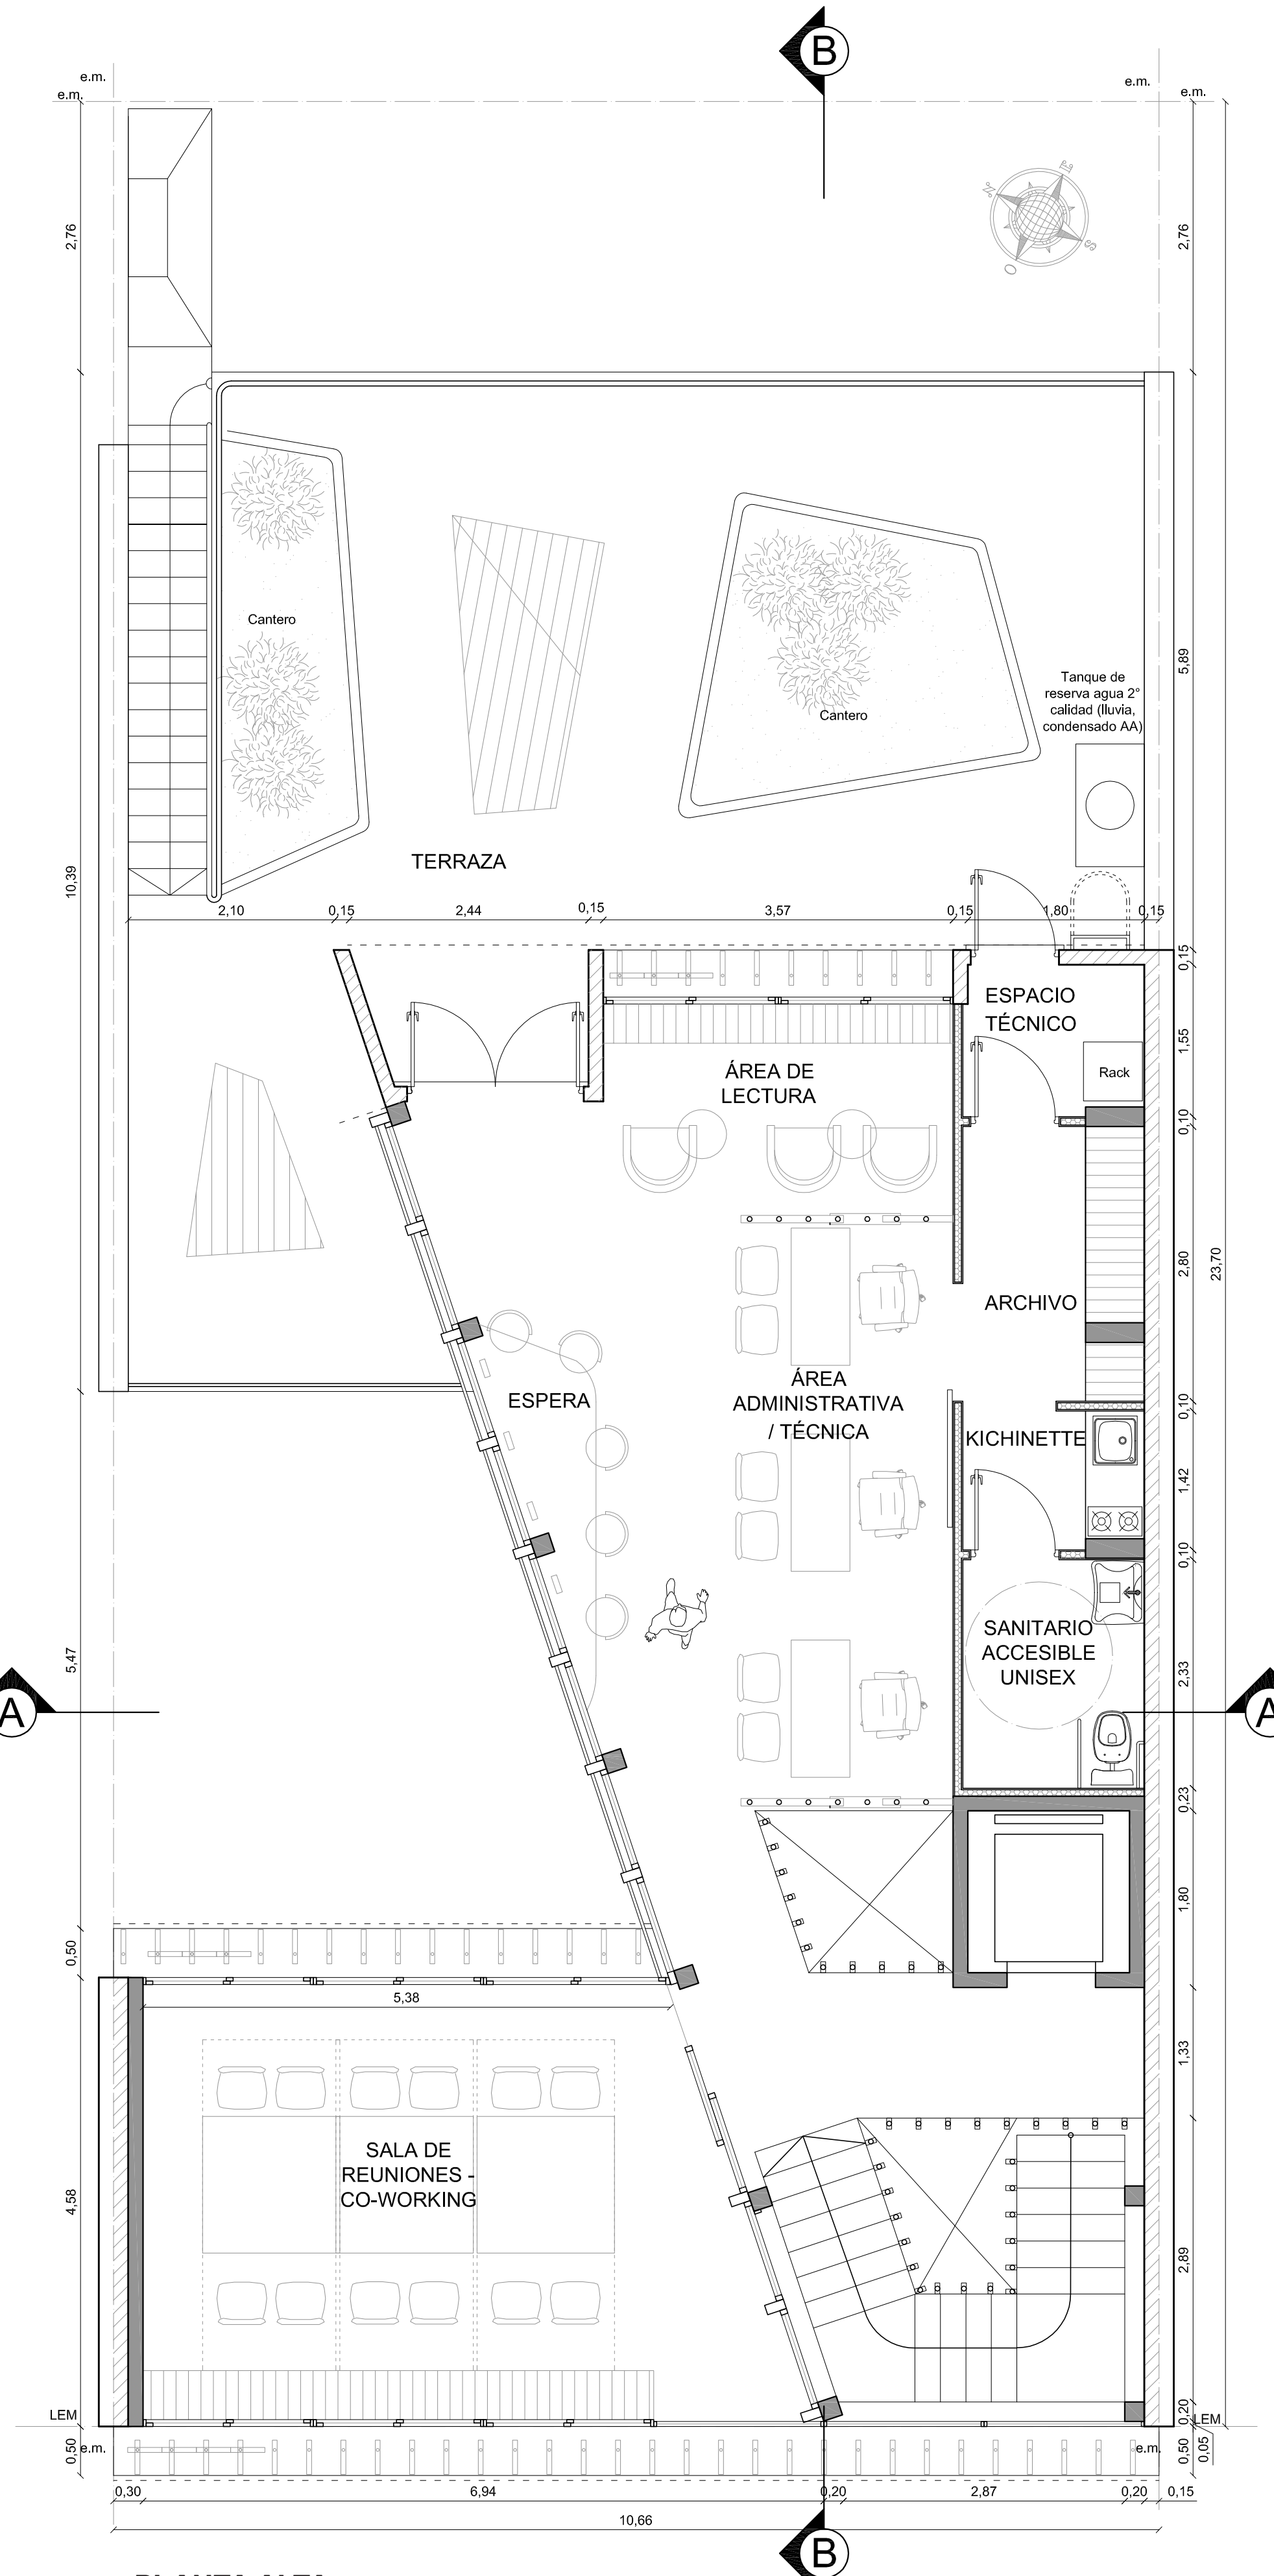 B
e.m.
e.m.
e.m.
e.m.
N
E
S
O
2,76
2,76
Cantero
Cantero
5,89
Tanque de
reserva agua 2°
calidad (lluvia,
condensado AA)
TERRAZA
10,39
2,10
0,15
2,44
0,15
3,57
0,15
1,80
0,15
0,15
ESPACIO
TÉCNICO
1,55
Rack
ÁREA DE
LECTURA
0,10
2,80
23,70
ARCHIVO
ESPERA
ÁREA
ADMINISTRATIVA
/ TÉCNICA
0,10
KICHINETTE
1,42
0,10
SANITARIO
ACCESIBLE
UNISEX
5,47
2,33
A
A
0,23
1,80
0,50
5,38
1,33
SALA DE
REUNIONES -
CO-WORKING
4,58
2,89
0,20
LEM
LEM
0,50
e.m.
e.m.
0,50
0,05
0,30
6,94
0,20
2,87
0,20
0,15
10,66
B
PLANTA ALTA